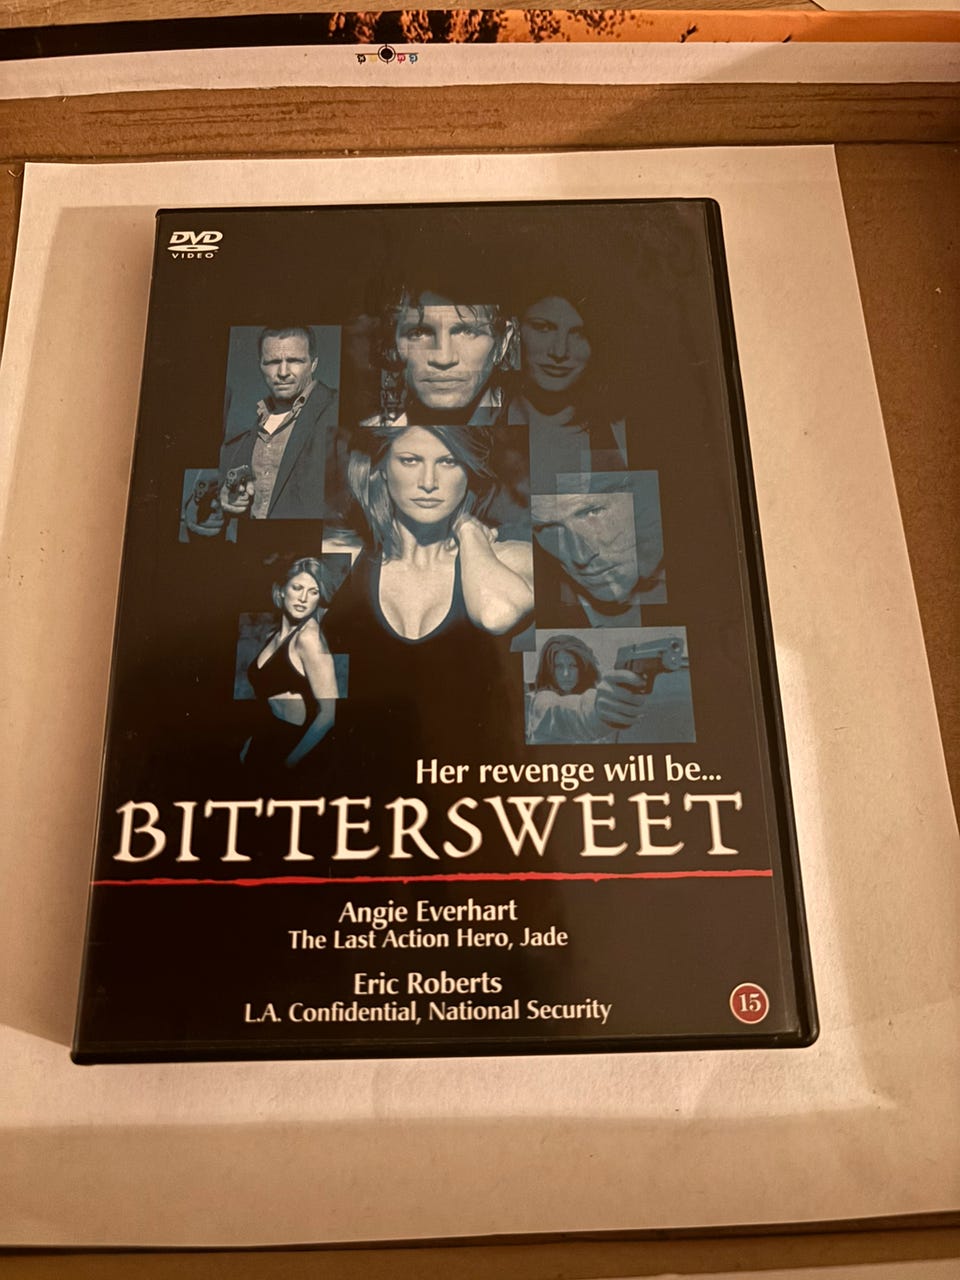 DVD
VIDEO
Her revenge will be...
BITTERSWEET
Angie Everhart
The Last Action Hero, Jade
Eric Roberts
L.A. Confidential, National Security
15